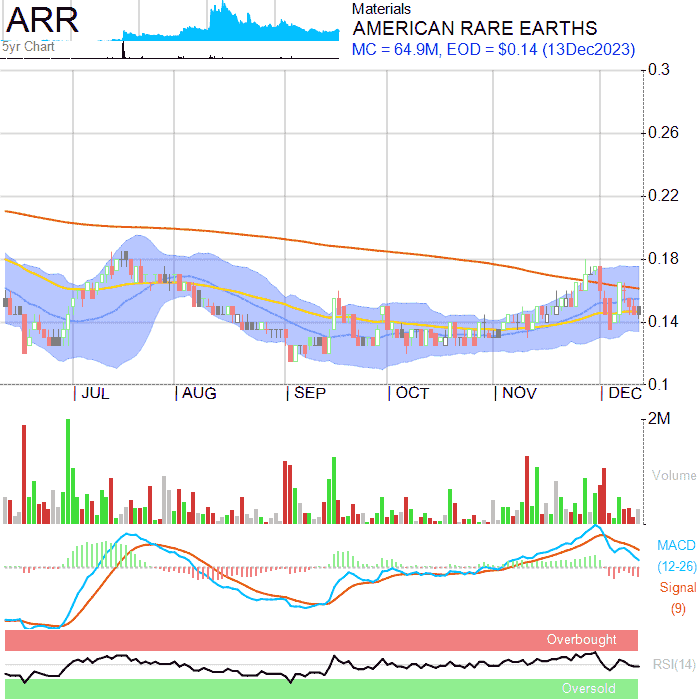 ARR
5yr Chart
Materials
AMERICAN RARE EARTHS
MC = 64.9M, EOD = $0.14 (13Dec2023)
0.3
0.26
0.22
0.18
0.14
0.1
JUL AUG SEP OCT NOV DEC
2M
Volume
MACD
(12-26)
Signal
(9)
Overbought
RSI(14)
Oversold